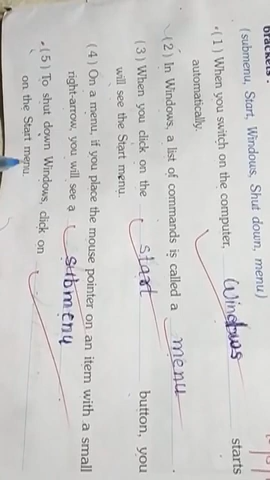 brackets.
(submenu, Start, Windows, Shut down, menu)
(1) When you switch on the computer, Windows starts
automatically.
(2) In Windows, a list of commands is called a menu.
(3) When you click on the start button, you
will see the Start menu.
(4) On a menu, if you place the mouse pointer on an item with a small
right-arrow, you will see a submenu
(5) To shut down Windows, click on
on the Start menu.